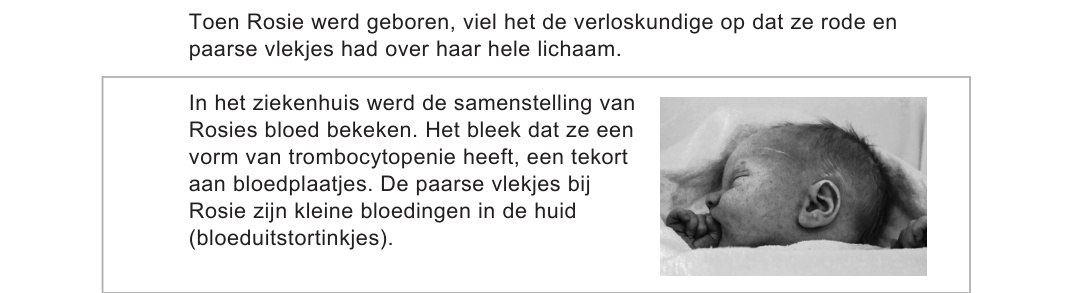 Toen Rosie werd geboren, viel het de verloskundige op dat ze rode en
paarse vlekjes had over haar hele lichaam.
In het ziekenhuis werd de samenstelling van
Rosies bloed bekeken. Het bleek dat ze een
vorm van trombocytopenie heeft, een tekort
aan bloedplaatjes. De paarse vlekjes bij
Rosie zijn kleine bloedingen in de huid
(bloeduitstortinkjes).